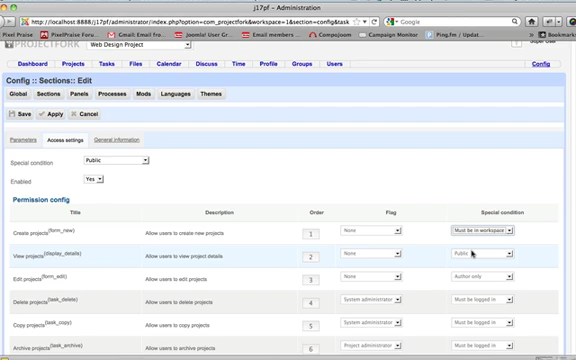 j17pf - Administration
http://localhost:8888/j17pf/administrator/index.php?option=com_projectfork&workspace=1&section=config&task
Google
Pixel Praise
PixelPraise Email
Gmail: Email from
Joomla! User Gr
Email members
Compojoom
Campaign Monitor
Ping.fm / Updat
Bookmarks
PROJECTFORK
Web Design Project
Super User
Dashboard Projects Tasks Files Calendar Discuss Time Profile Groups Users Config
Config :: Sections:: Edit
Global Sections Panels Processes Mods Languages Themes
Save Apply Cancel
Parameters Access settings General information
Special condition Public
Enabled Yes
Permission config
Title Description Order Flag Special condition
Create projects(form_new) Allow users to create new projects 1 None Must be in workspace
View projects(display_details) Allow users to view project details 2 None Public
Edit projects(form_edit) Allow users to edit projects 3 None Author only
Delete projects(task_delete) Allow users to delete projects 4 System administrator Must be logged in
Copy projects(task_copy) Allow users to copy projects 5 System administrator Must be logged in
Archive projects(task_archive) Allow users to archive projects 6 Project administrator Must be logged in